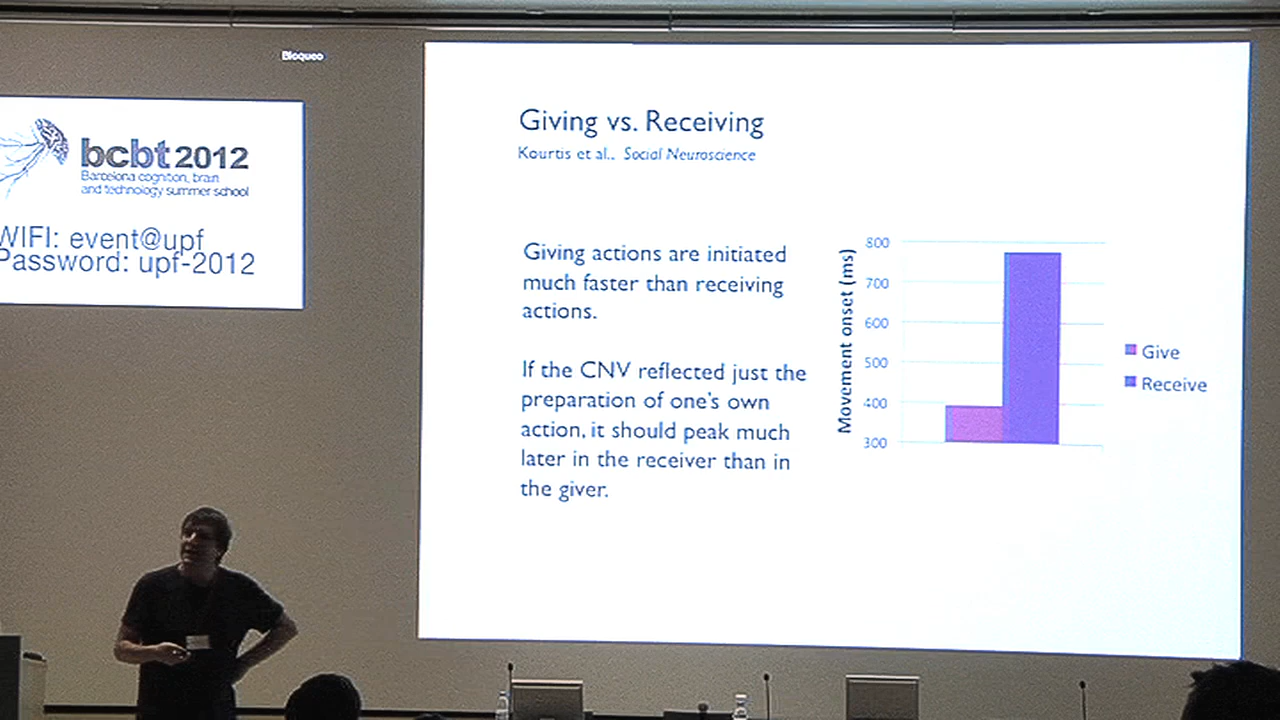 Bloqueo
bcbt 2012
Barcelona cognition, brain
and technology summer school
WIFI: event@upf
Password: upf-2012
Giving vs. Receiving
Kourtis et al., Social Neuroscience
Giving actions are initiated
much faster than receiving
actions.
If the CNV reflected just the
preparation of one's own
action, it should peak much
later in the receiver than in
the giver.
Movement onset (ms)
800
700
600
500
400
300
Give
Receive